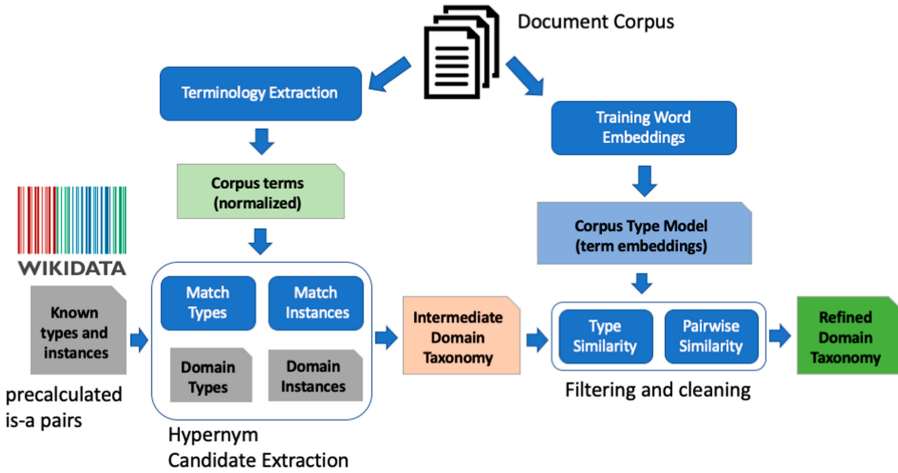 Document Corpus
Terminology Extraction
Training Word
Embeddings
Corpus terms
(normalized)
Corpus Type Model
(term embeddings)
WIKIDATA
Known
types and
instances
precalculated
is-a pairs
Match
Types
Match
Instances
Domain
Types
Domain
Instances
Hypernym
Candidate Extraction
Intermediate
Domain
Taxonomy
Type
Similarity
Pairwise
Similarity
Filtering and cleaning
Refined
Domain
Taxonomy